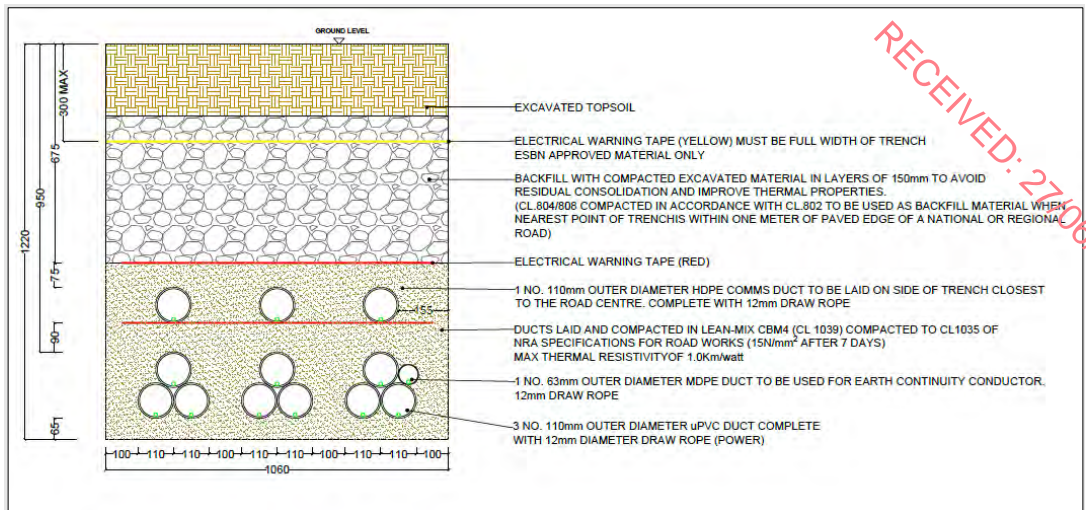 GROUND LEVEL
EXCAVATED TOPSOIL
ELECTRICAL WARNING TAPE (YELLOW) MUST BE FULL WIDTH OF TRENCH
ESBN APPROVED MATERIAL ONLY
BACKFILL WITH COMPACTED EXCAVATED MATERIAL IN LAYERS OF 150mm TO AVOID
RESIDUAL CONSOLIDATION AND IMPROVE THERMAL PROPERTIES.
(CL.804/808 COMPACTED IN ACCORDANCE WITH CL.802 TO BE USED AS BACKFILL MATERIAL WHEN
NEAREST POINT OF TRENCHIS WITHIN ONE METER OF PAVED EDGE OF A NATIONAL OR REGIONAL
ROAD)
ELECTRICAL WARNING TAPE (RED)
1 NO. 110mm OUTER DIAMETER HDPE COMMS DUCT TO BE LAID ON SIDE OF TRENCH CLOSEST
TO THE ROAD CENTRE. COMPLETE WITH 12mm DRAW ROPE
DUCTS LAID AND COMPACTED IN LEAN-MIX CBM4 (CL 1039) COMPACTED TO CL1035 OF
NRA SPECIFICATIONS FOR ROAD WORKS (15N/mm² AFTER 7 DAYS)
MAX THERMAL RESISTIVITYOF 1.0Km/watt
1 NO. 63mm OUTER DIAMETER MDPE DUCT TO BE USED FOR EARTH CONTINUITY CONDUCTOR.
12mm DRAW ROPE
3 NO. 110mm OUTER DIAMETER uPVC DUCT COMPLETE
WITH 12mm DIAMETER DRAW ROPE (POWER)
300 MAX
675
950
1220
75
90
65
155
100 110 110 110 110 110 110 110 110 100
1060
RECEIVED: 27/06